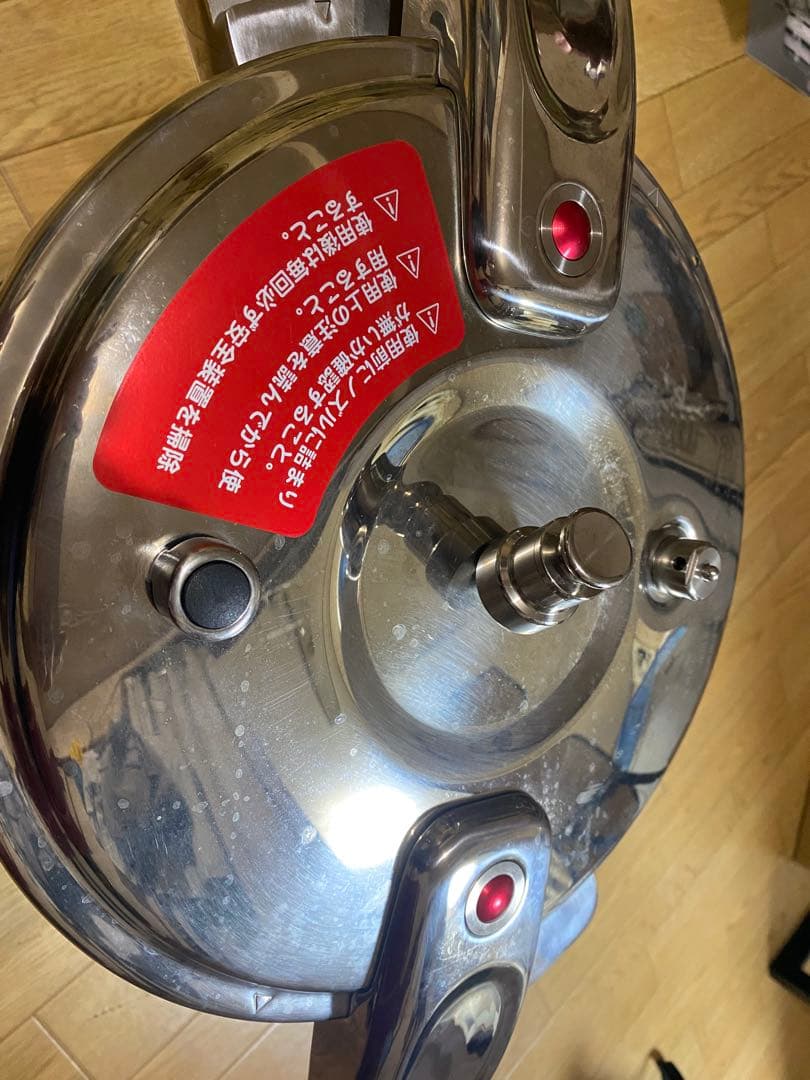 ⚠ 使用前にノズルに詰まり
が無いか確認すること。
⚠ 使用上の注意を読んでから使
用すること。
⚠ 使用後は毎回必ず安全装置を掃除
すること。